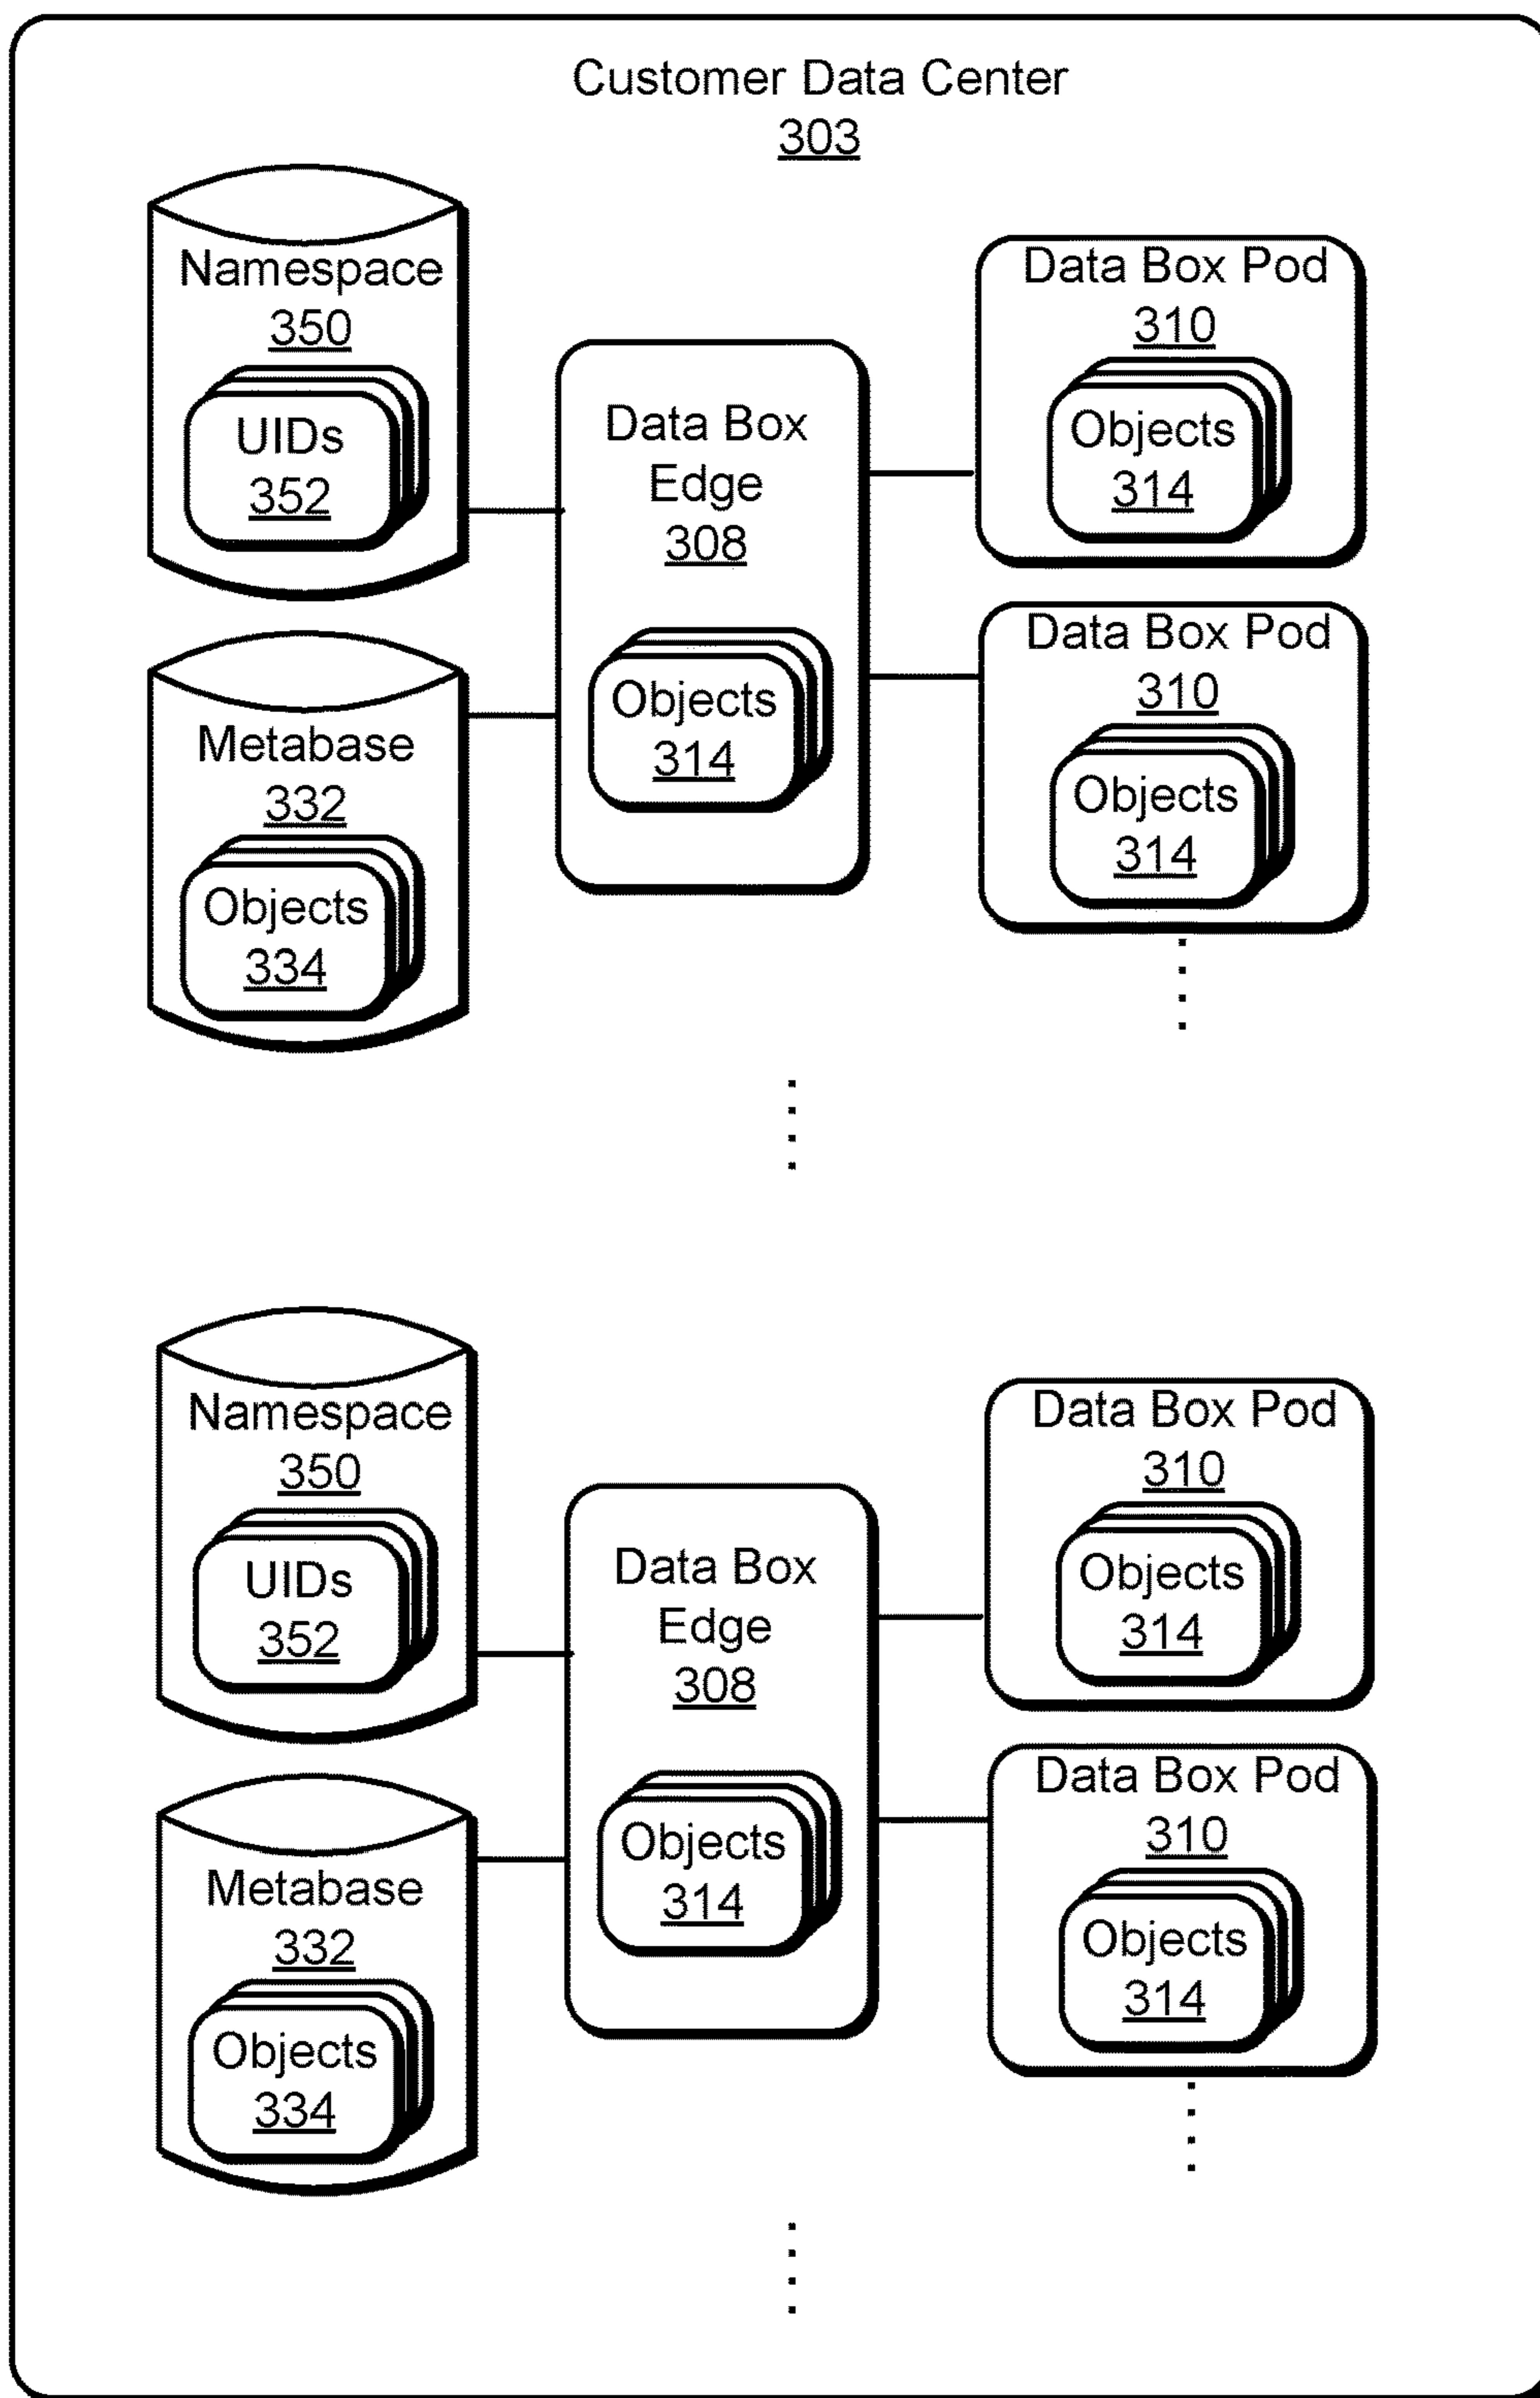 Customer Data Center
303
Namespace
350
UIDs
352
Metabase
332
Objects
334
Data Box
Edge
308
Objects
314
Data Box Pod
310
Objects
314
Data Box Pod
310
Objects
314
Namespace
350
UIDs
352
Metabase
332
Objects
334
Data Box
Edge
308
Objects
314
Data Box Pod
310
Objects
314
Data Box Pod
310
Objects
314